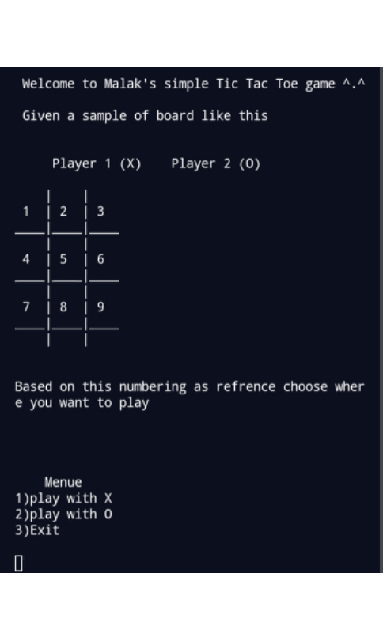 Welcome to Malak's simple Tic Tac Toe game ^.^
Given a sample of board like this
Player 1 (X) Player 2 (O)
1 | 2 | 3
4 | 5 | 6
7 | 8 | 9
Based on this numbering as refrence choose wher
e you want to play
Menue
1)play with X
2)play with O
3)Exit